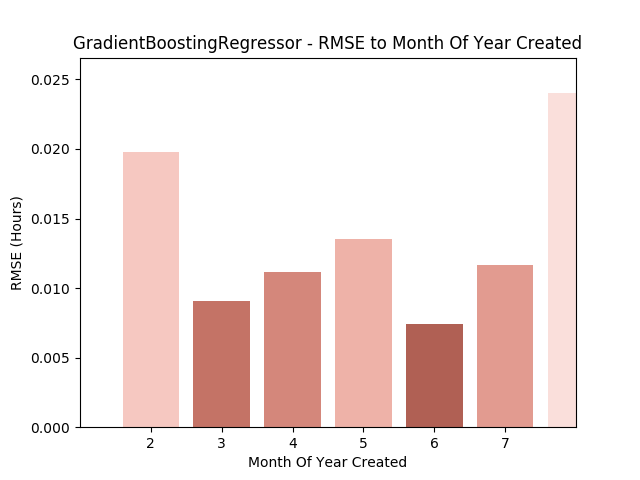 GradientBoostingRegressor - RMSE to Month Of Year Created
0.025
0.020
0.015
0.010
0.005
0.000
RMSE (Hours)
2 3 4 5 6 7
Month Of Year Created